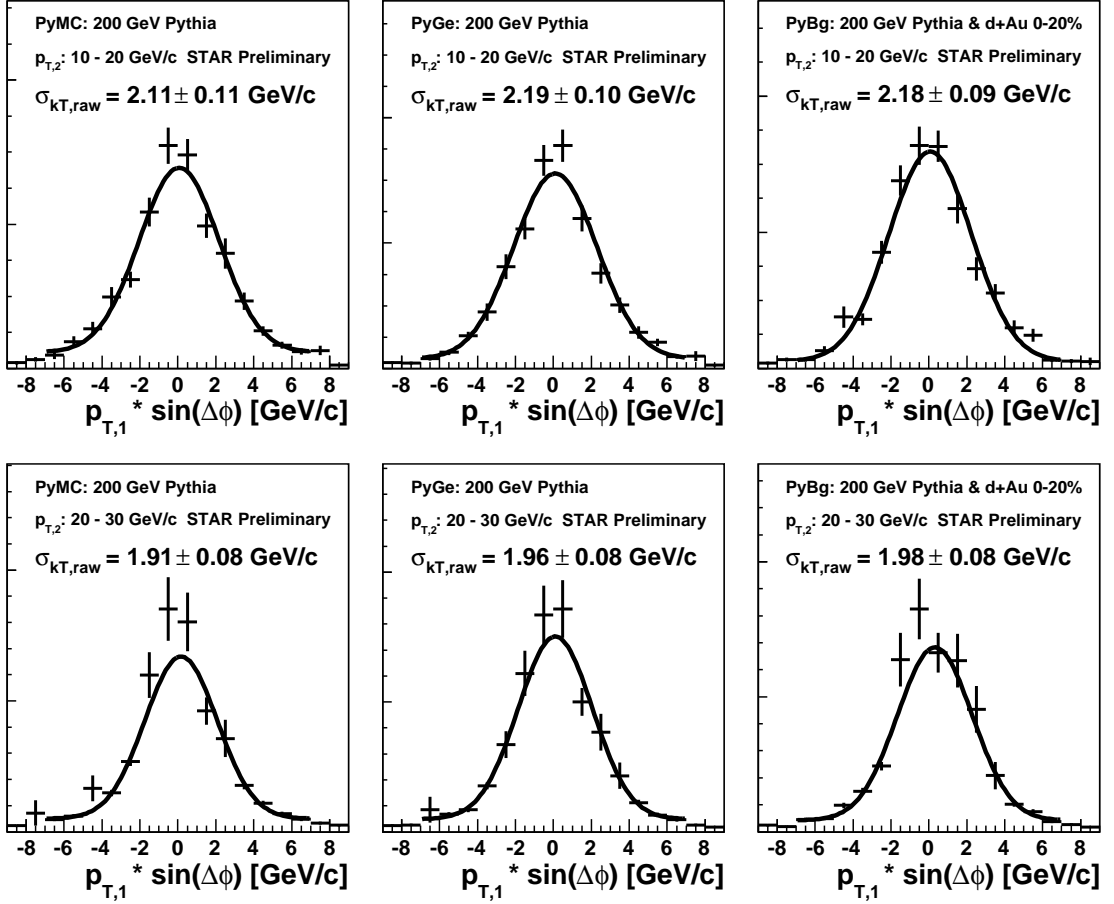 PyMC: 200 GeV Pythia
p_T,2: 10 - 20 GeV/c STAR Preliminary
σ_kT,raw = 2.11 ± 0.11 GeV/c
-8 -6 -4 -2 0 2 4 6 8
p_T,1 * sin(Δϕ) [GeV/c]
PyGe: 200 GeV Pythia
p_T,2: 10 - 20 GeV/c STAR Preliminary
σ_kT,raw = 2.19 ± 0.10 GeV/c
-8 -6 -4 -2 0 2 4 6 8
p_T,1 * sin(Δϕ) [GeV/c]
PyBg: 200 GeV Pythia & d+Au 0-20%
p_T,2: 10 - 20 GeV/c STAR Preliminary
σ_kT,raw = 2.18 ± 0.09 GeV/c
-8 -6 -4 -2 0 2 4 6 8
p_T,1 * sin(Δϕ) [GeV/c]
PyMC: 200 GeV Pythia
p_T,2: 20 - 30 GeV/c STAR Preliminary
σ_kT,raw = 1.91 ± 0.08 GeV/c
-8 -6 -4 -2 0 2 4 6 8
p_T,1 * sin(Δϕ) [GeV/c]
PyGe: 200 GeV Pythia
p_T,2: 20 - 30 GeV/c STAR Preliminary
σ_kT,raw = 1.96 ± 0.08 GeV/c
-8 -6 -4 -2 0 2 4 6 8
p_T,1 * sin(Δϕ) [GeV/c]
PyBg: 200 GeV Pythia & d+Au 0-20%
p_T,2: 20 - 30 GeV/c STAR Preliminary
σ_kT,raw = 1.98 ± 0.08 GeV/c
-8 -6 -4 -2 0 2 4 6 8
p_T,1 * sin(Δϕ) [GeV/c]